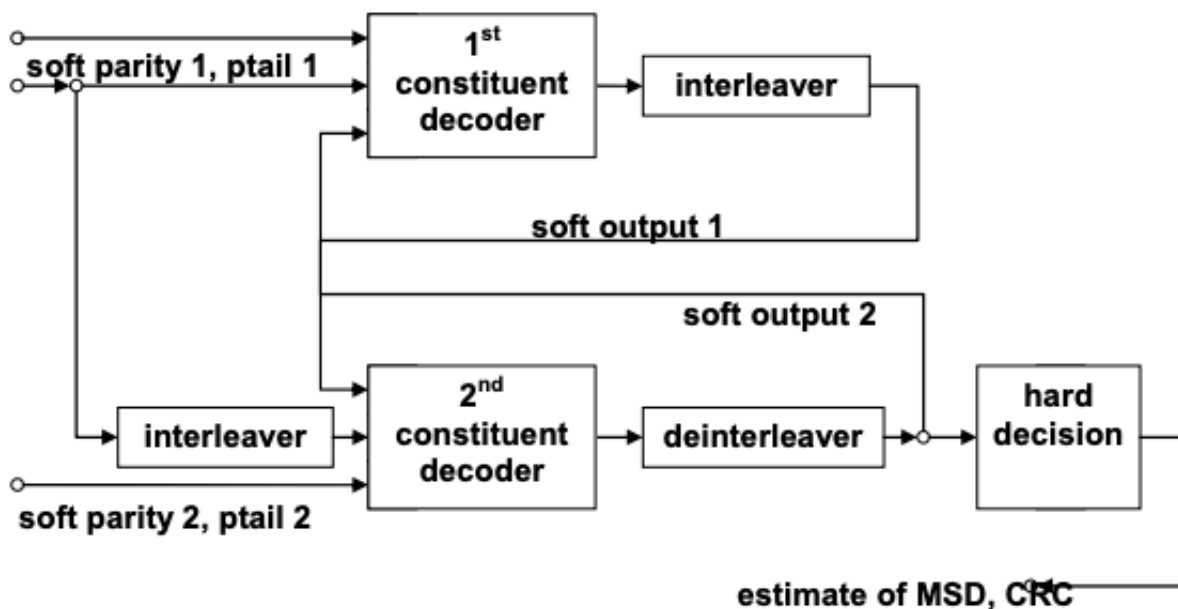 1st
constituent
decoder
soft parity 1, ptail 1
interleaver
soft output 1
soft output 2
2nd
constituent
decoder
interleaver
deinterleaver
hard
decision
soft parity 2, ptail 2
estimate of MSD, CRC